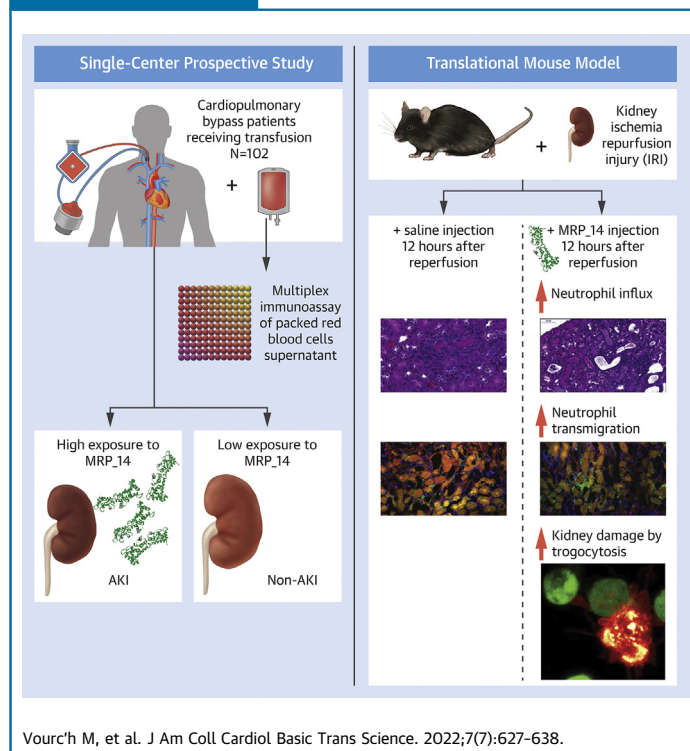 Single-Center Prospective Study
Cardiopulmonary
bypass patients
receiving transfusion
N=102
+
Multiplex
immunoassay
of packed red
blood cells
supernatant
High exposure to
MRP_14
AKI
Low exposure to
MRP_14
Non-AKI
Translational Mouse Model
+
Kidney
ischemia
repurfusion
injury (IRI)
+ saline injection
12 hours after
reperfusion
+ MRP_14 injection
12 hours after
reperfusion
Neutrophil influx
Neutrophil
transmigration
Kidney damage by
trogocytosis
Vourc'h M, et al. J Am Coll Cardiol Basic Trans Science. 2022;7(7):627-638.